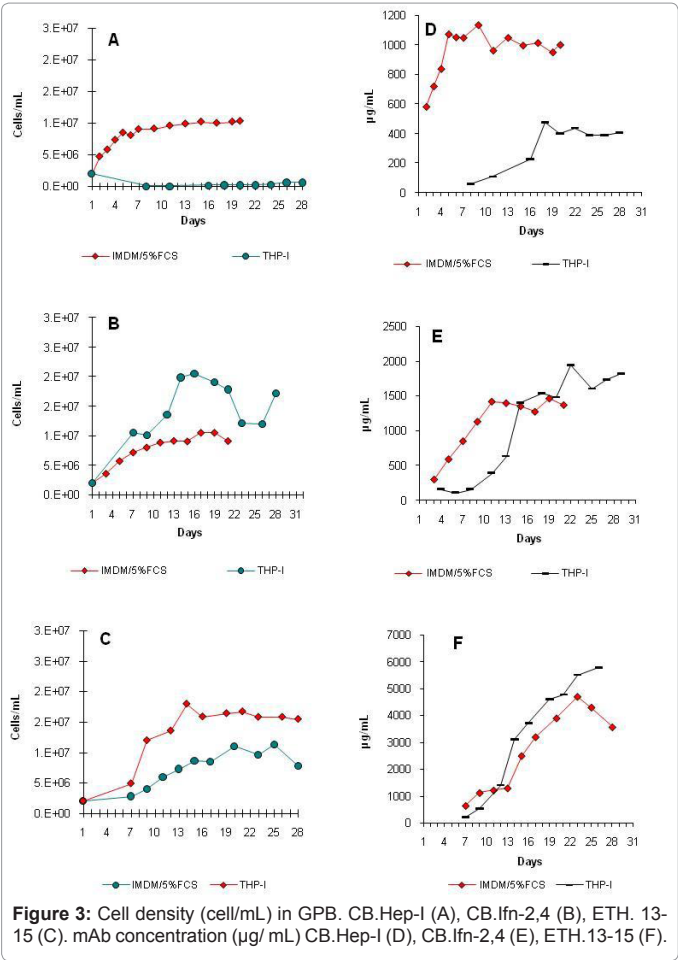 A
Cells/mL
3.E+07
3.E+07
2.E+07
2.E+07
1.E+07
5.E+06
0.E+00
1 4 7 10 13 16 19 22 25 28
Days
IMDM/5%FCS THP-I
D
µg/mL
1200
1000
800
600
400
200
0
1 4 7 10 13 16 19 22 25 28 31
Days
IMDM/5%FCS THP-I
B
Cells/mL
3.E+07
3.E+07
2.E+07
2.E+07
1.E+07
5.E+06
0.E+00
1 4 7 10 13 16 19 22 25 28 31
Days
IMDM/5%FCS THP-I
E
µg/mL
2500
2000
1500
1000
500
0
1 4 7 10 13 16 19 22 25 28 31
Days
IMDM/5%FCS THP-I
C
Cells/mL
3.E+07
3.E+07
2.E+07
2.E+07
1.E+07
5.E+06
0.E+00
1 4 7 10 13 16 19 22 25 28
Days
IMDM/5%FCS THP-I
F
µg/mL
7000
6000
5000
4000
3000
2000
1000
0
1 4 7 10 13 16 19 22 25 28 31
Days
IMDM/5%FCS THP-I
Figure 3: Cell density (cell/mL) in GPB. CB.Hep-I (A), CB.Ifn-2,4 (B), ETH. 13-
15 (C). mAb concentration (µg/ mL) CB.Hep-I (D), CB.Ifn-2,4 (E), ETH.13-15 (F).